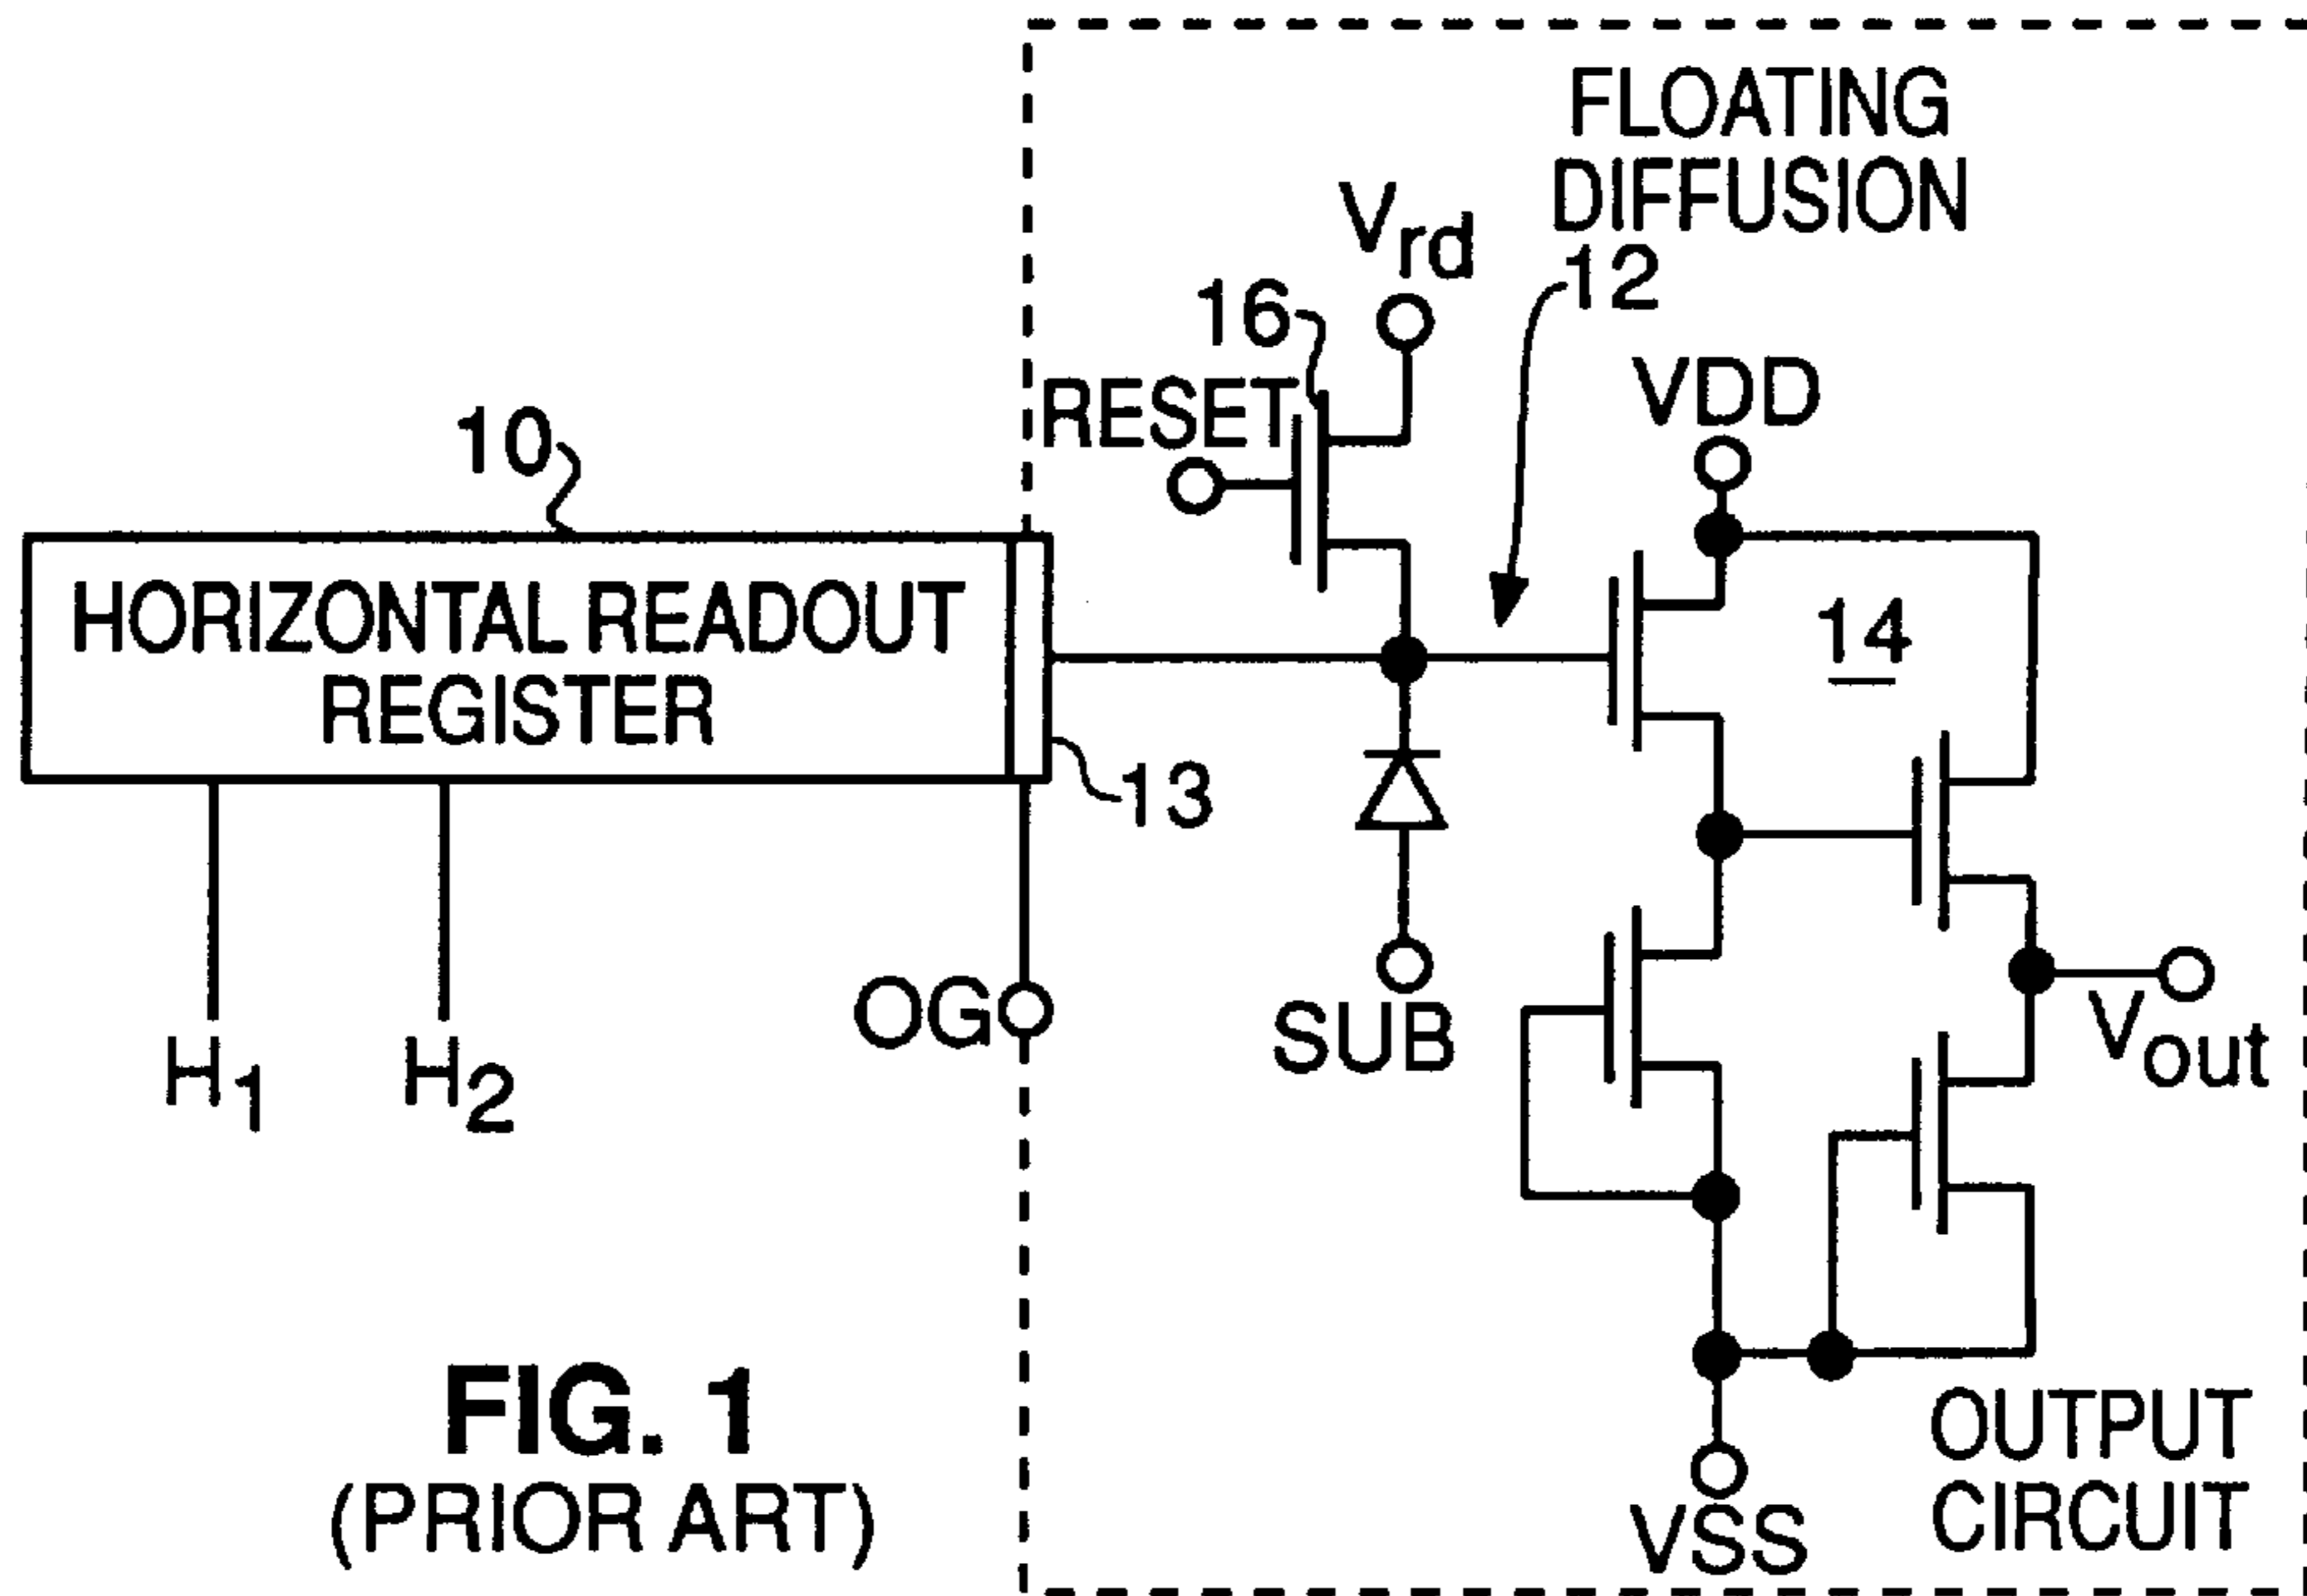 FLOATING
DIFFUSION
12
Vrd
16
RESET
VDD
10
HORIZONTAL READOUT
REGISTER
14
13
H1
H2
OG
SUB
Vout
FIG. 1
(PRIOR ART)
VSS
OUTPUT
CIRCUIT